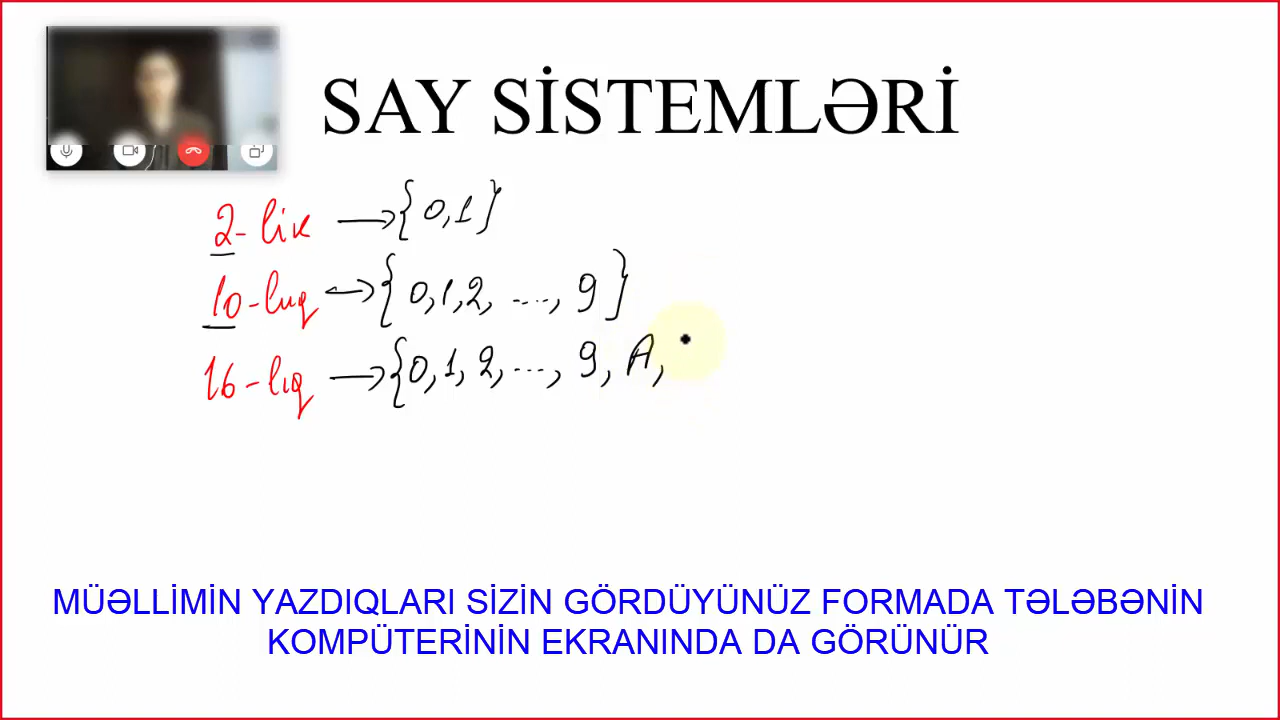 SAY SİSTEMLƏRİ
2-lik → {0,1}
10-luq → {0,1,2, ...., 9}
16-lıq → {0,1,2,...., 9, A,
MÜƏLLİMİN YAZDIQLARI SİZİN GÖRDÜYÜNÜZ FORMADA TƏLƏBƏNİN
KOMPÜTERİNİN EKRANINDA DA GÖRÜNÜR